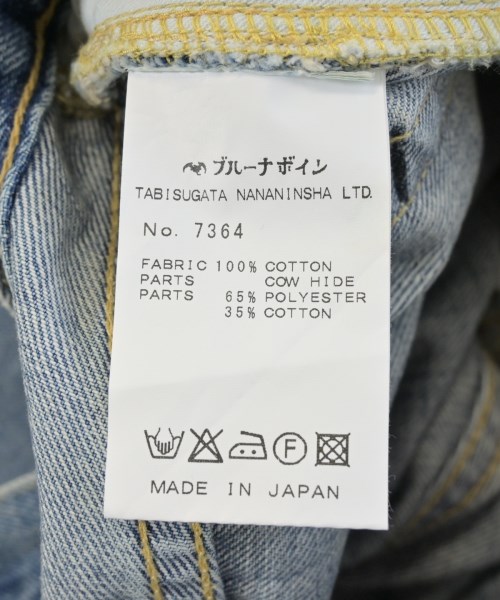 ブルーナボイン
TABISUGATA NANANINSHA LTD.
No. 7364
FABRIC 100% COTTON
PARTS COW HIDE
PARTS 65% POLYESTER
35% COTTON
F
MADE IN JAPAN